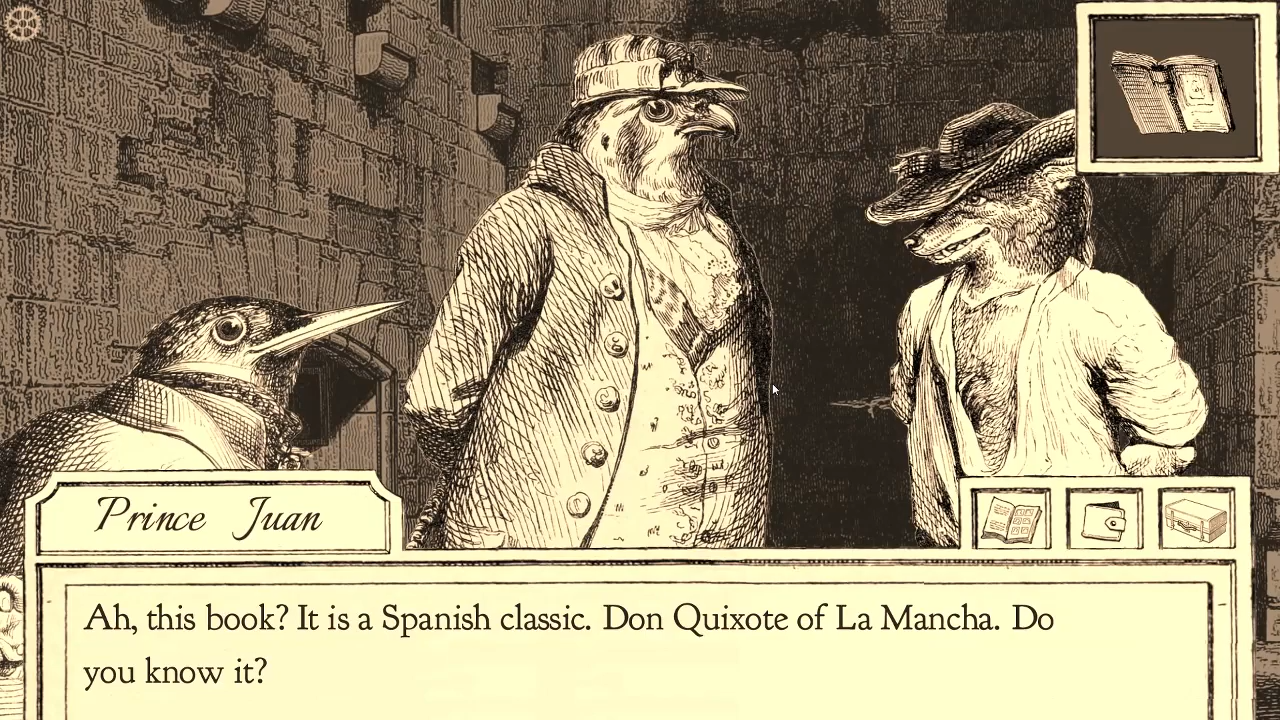 Prince Juan
Ah, this book? It is a Spanish classic. Don Quixote of La Mancha. Do
you know it?